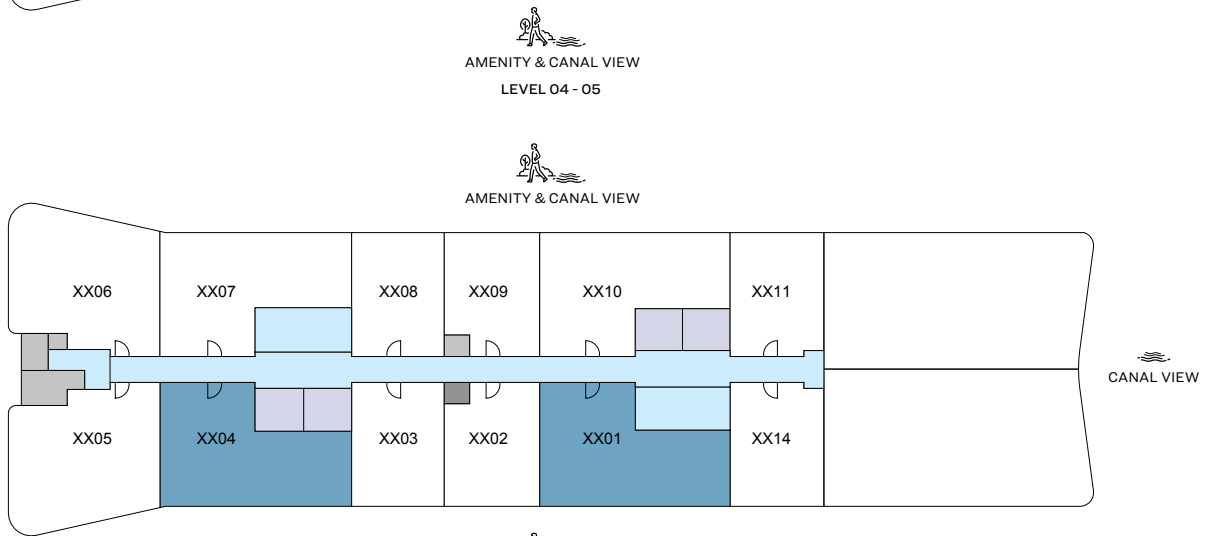 AMENITY & CANAL VIEW
LEVEL 04 - 05
AMENITY & CANAL VIEW
XX06
XX07
XX08
XX09
XX10
XX11
CANAL VIEW
XX05
XX04
XX03
XX02
XX01
XX14